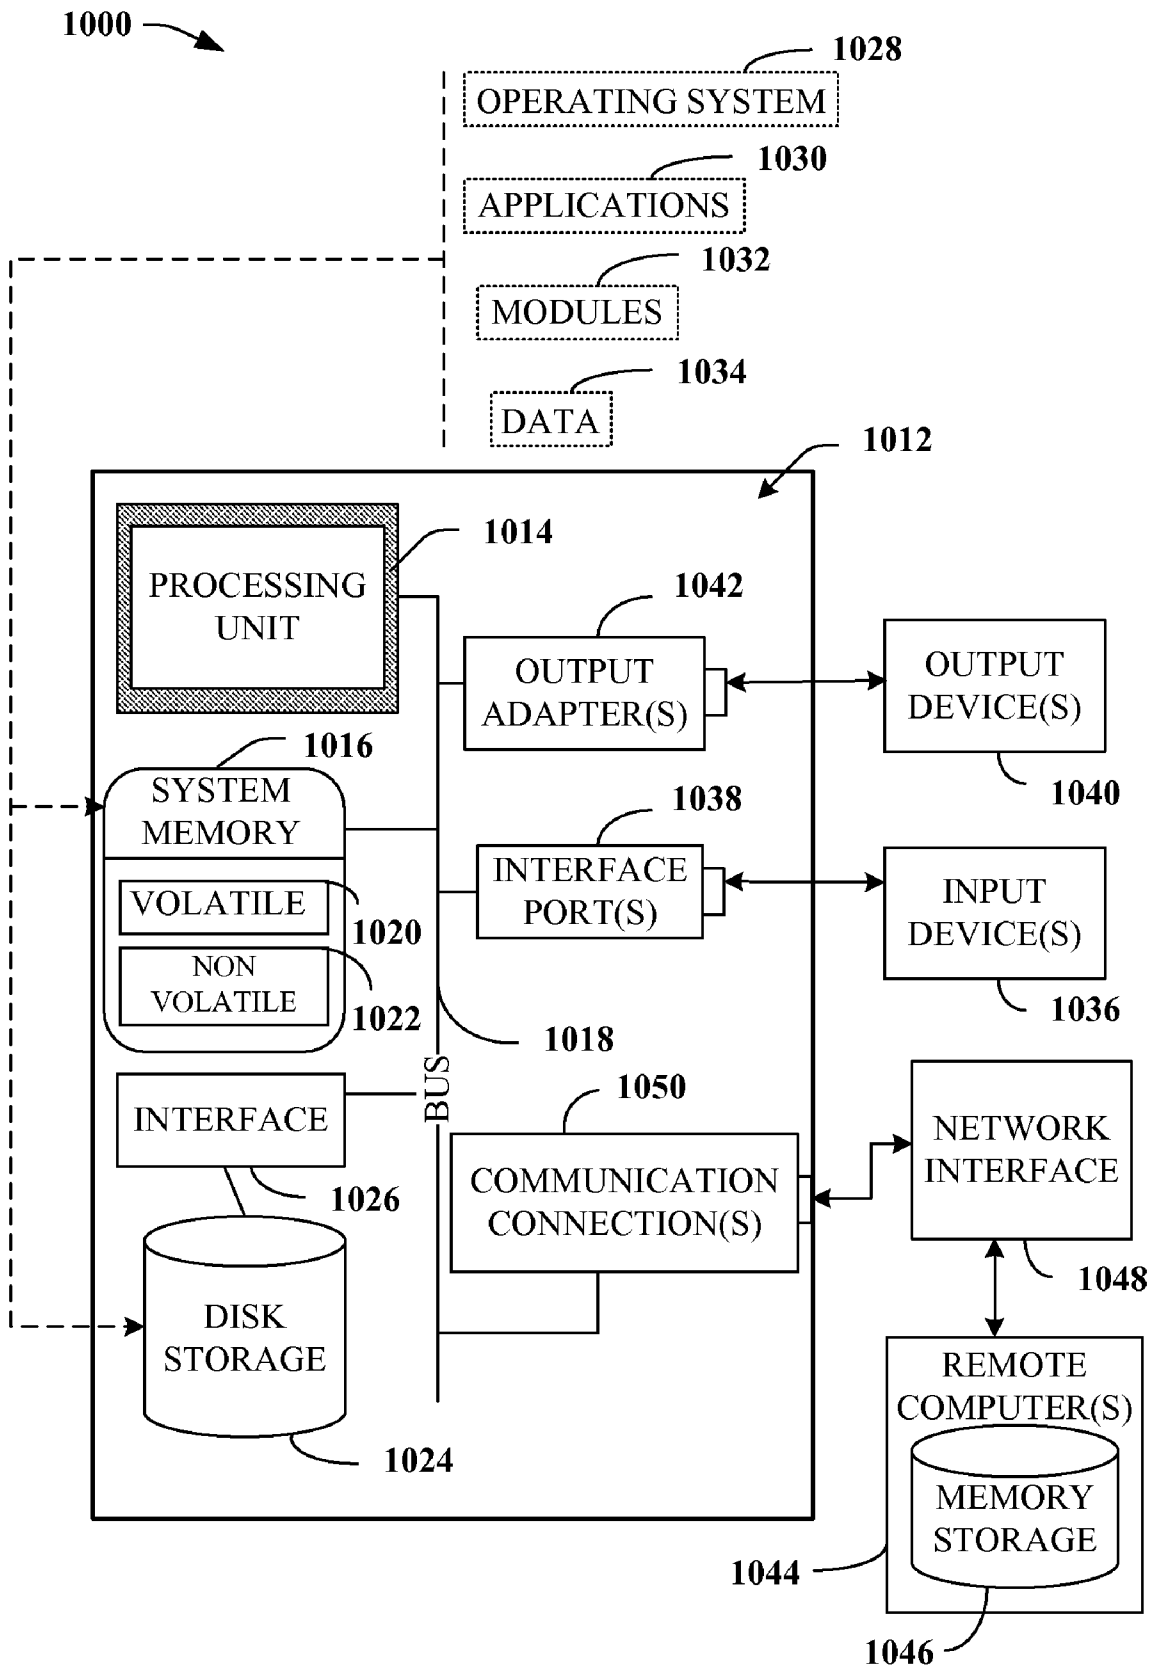 1000
1028
OPERATING SYSTEM
1030
APPLICATIONS
1032
MODULES
1034
DATA
1012
1014
PROCESSING
UNIT
1042
OUTPUT
ADAPTER(S)
OUTPUT
DEVICE(S)
1040
1016
SYSTEM
MEMORY
1038
INTERFACE
PORT(S)
INPUT
DEVICE(S)
1036
VOLATILE
1020
NON
VOLATILE
1022
1018
BUS
1050
INTERFACE
1026
COMMUNICATION
CONNECTION(S)
NETWORK
INTERFACE
1048
DISK
STORAGE
1024
REMOTE
COMPUTER(S)
MEMORY
STORAGE
1044
1046